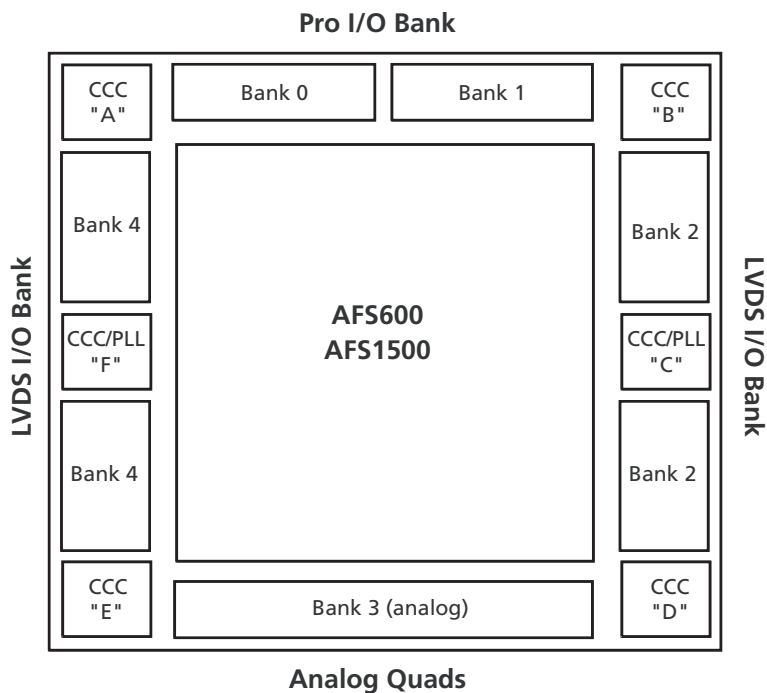 Pro I/O Bank
CCC
"A"
Bank 0
Bank 1
CCC
"B"
Bank 4
Bank 2
LVDS I/O Bank
AFS600
AFS1500
LVDS I/O Bank
CCC/PLL
"F"
CCC/PLL
"C"
Bank 4
Bank 2
CCC
"E"
Bank 3 (analog)
CCC
"D"
Analog Quads